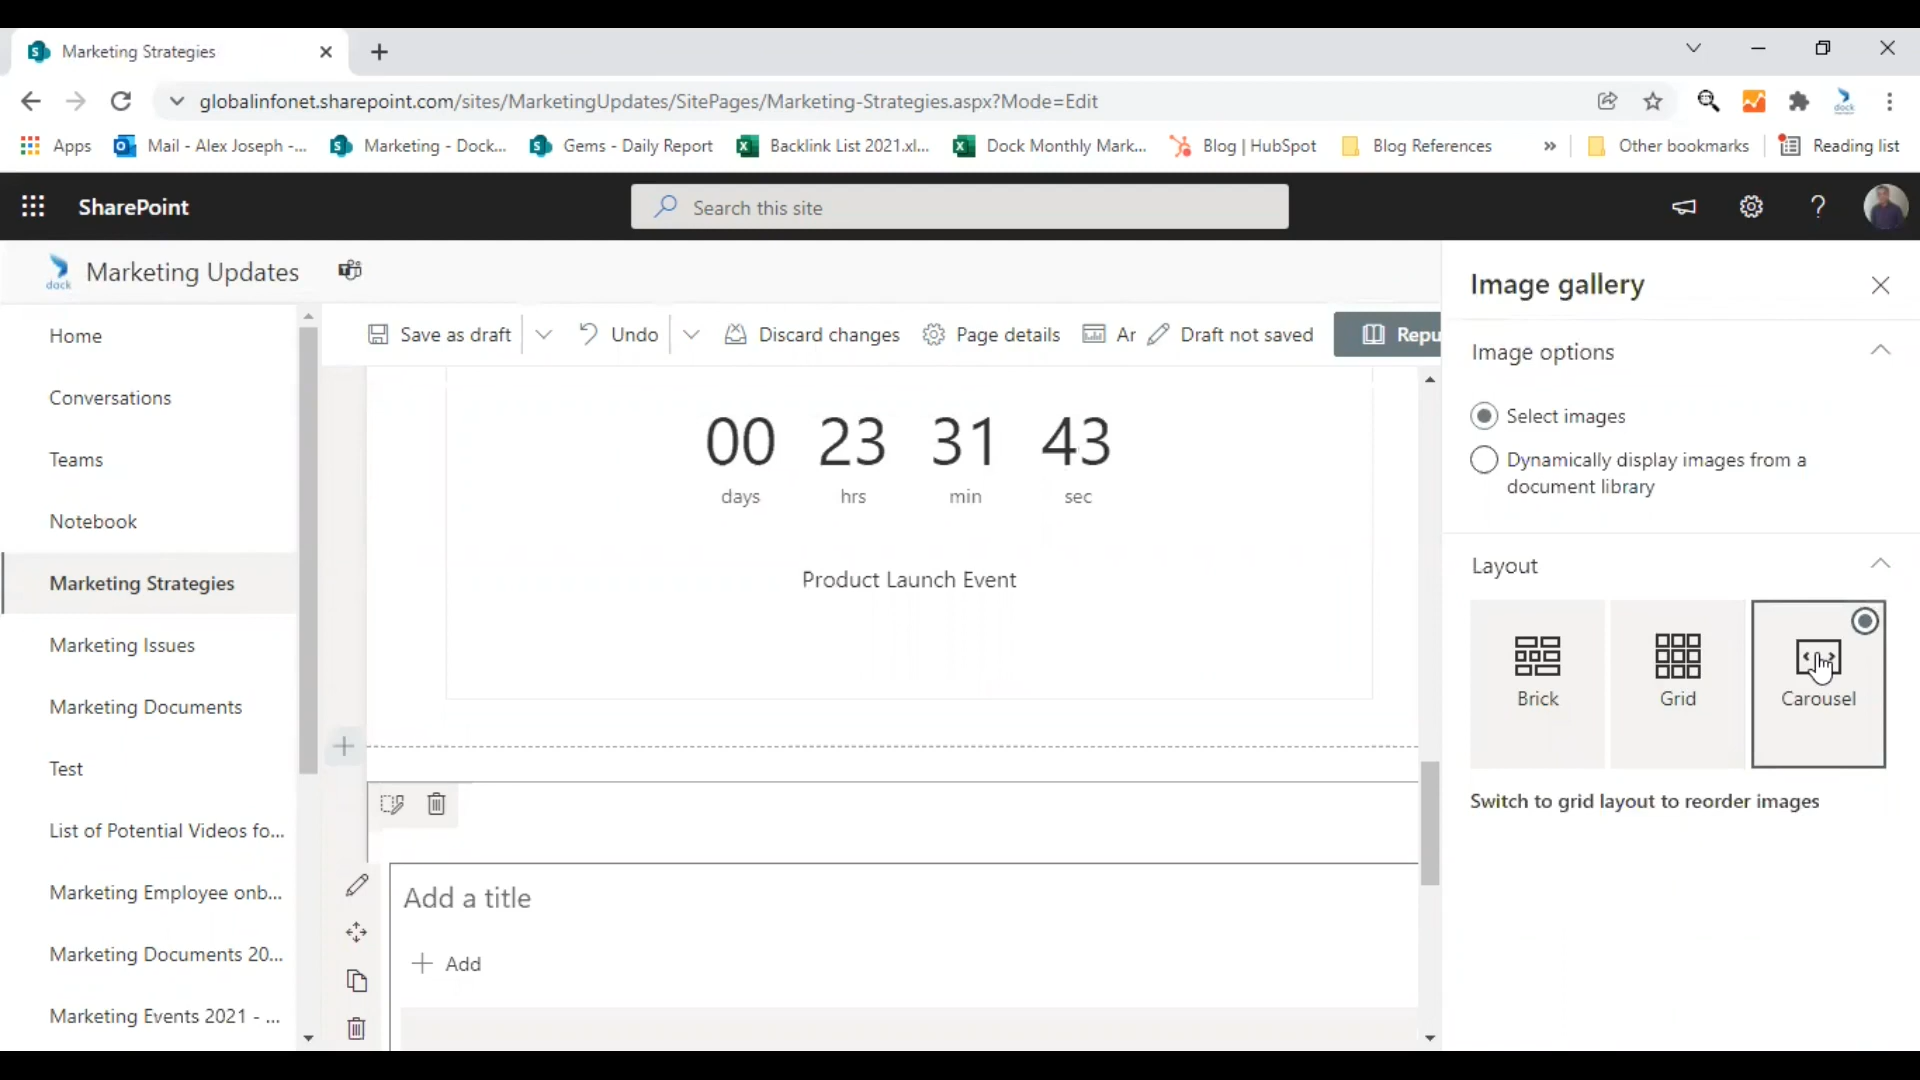 Marketing Strategies
globalinfonet.sharepoint.com/sites/MarketingUpdates/SitePages/Marketing-Strategies.aspx?Mode=Edit
Apps
Mail - Alex Joseph -...
Marketing - Dock...
Gems - Daily Report
Backlink List 2021.xl...
Dock Monthly Mark...
Blog | HubSpot
Blog References
»
Other bookmarks
Reading list
SharePoint
Search this site
dock
Marketing Updates
Home
Conversations
Teams
Notebook
Marketing Strategies
Marketing Issues
Marketing Documents
Test
List of Potential Videos fo...
Marketing Employee onb...
Marketing Documents 20...
Marketing Events 2021 - ...
Save as draft
Undo
Discard changes
Page details
Ar
Draft not saved
Repu
00 23 31 43
days hrs min sec
Product Launch Event
Add a title
Add
Image gallery
Image options
Select images
Dynamically display images from a
document library
Layout
Brick
Grid
Carousel
Switch to grid layout to reorder images